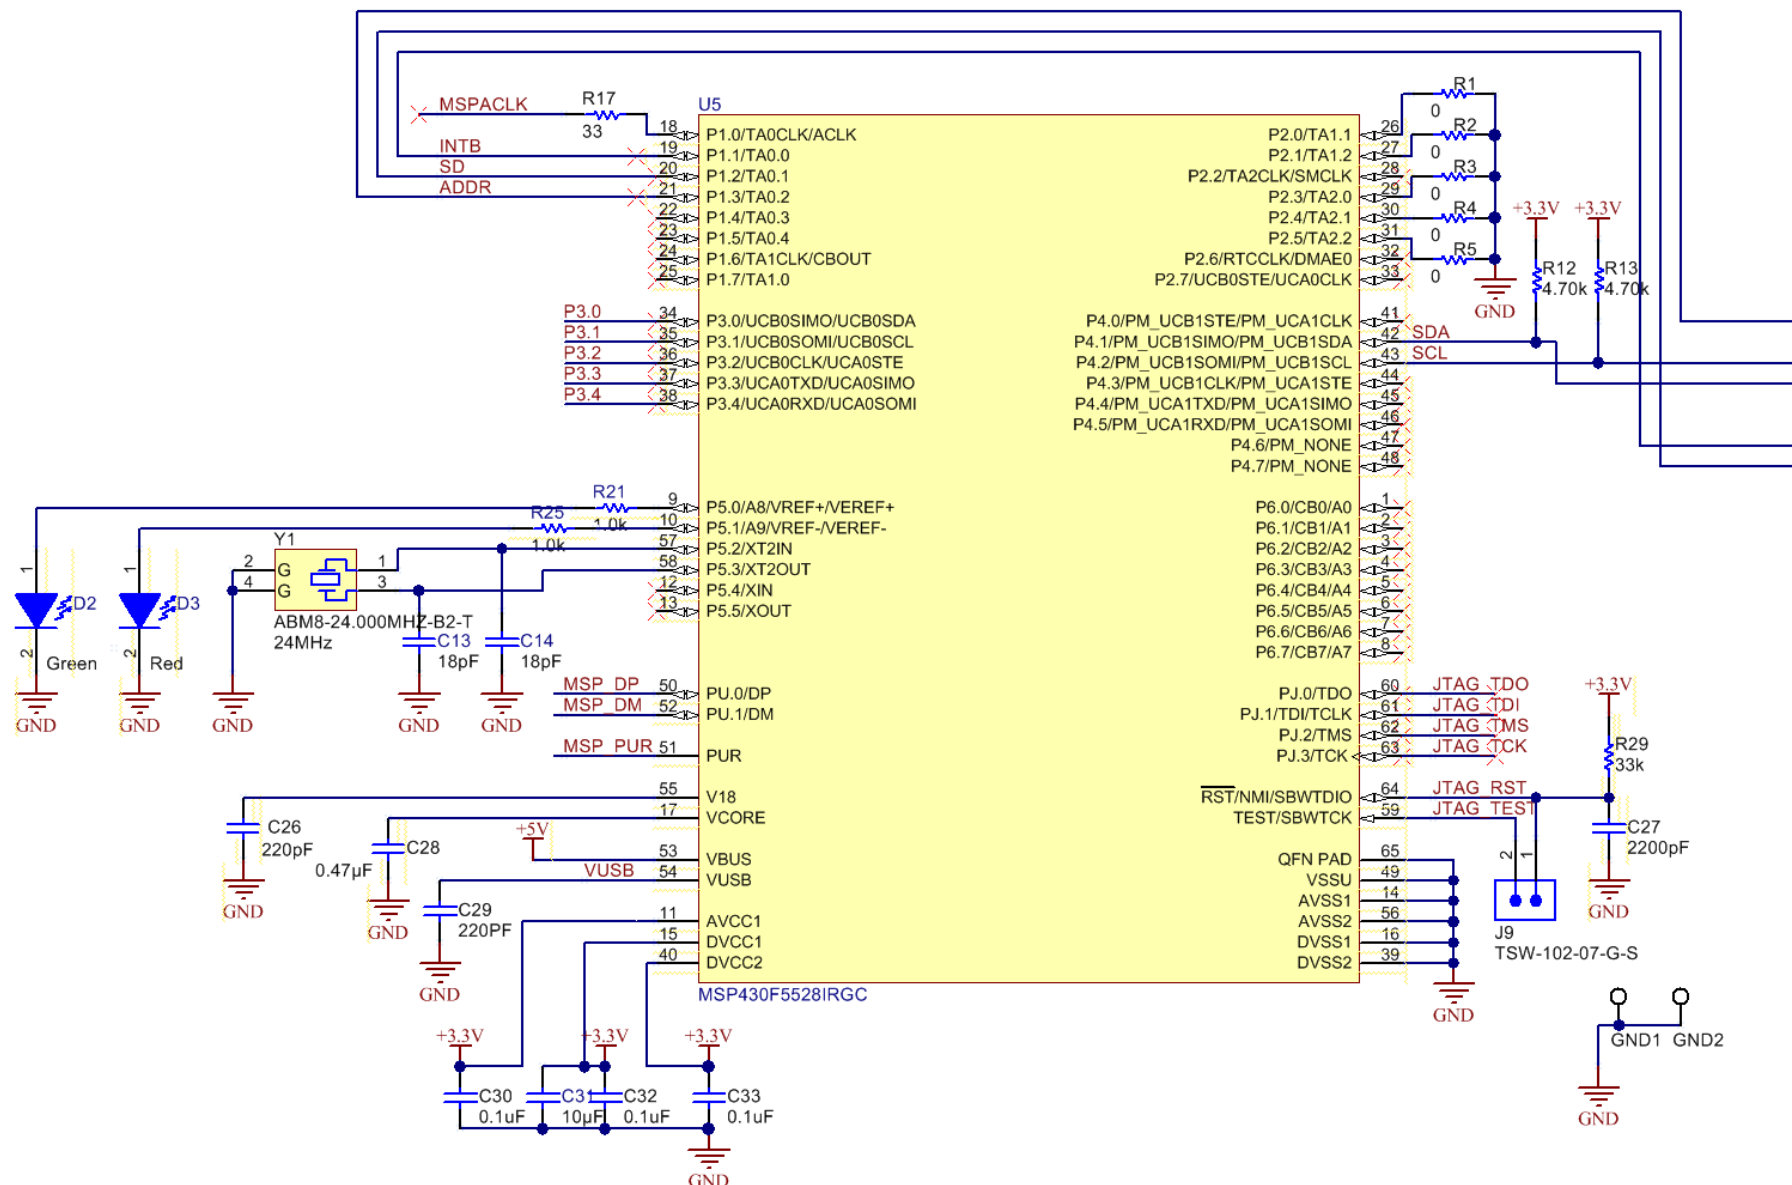 MSPACLK
R17
33
INTB
SD
ADDR
U5
18 P1.0/TA0CLK/ACLK
19 P1.1/TA0.0
20 P1.2/TA0.1
21 P1.3/TA0.2
22 P1.4/TA0.3
23 P1.5/TA0.4
24 P1.6/TA1CLK/CBOUT
25 P1.7/TA1.0
P3.0 34 P3.0/UCB0SIMO/UCB0SDA
P3.1 35 P3.1/UCB0SOMI/UCB0SCL
P3.2 36 P3.2/UCB0CLK/UCA0STE
P3.3 37 P3.3/UCA0TXD/UCA0SIMO
P3.4 38 P3.4/UCA0RXD/UCA0SOMI
R21
1.0k
R25
1.0k
9 P5.0/A8/VREF+/VEREF+
10 P5.1/A9/VREF-/VEREF-
57 P5.2/XT2IN
58 P5.3/XT2OUT
12 P5.4/XIN
13 P5.5/XOUT
Y1
2 G 1
4 G 3
ABM8-24.000MHZ-B2-T
24MHz
1
D2
2
Green
GND
1
D3
2
Red
GND
GND
C13
18pF
GND
C14
18pF
GND
MSP_DP 50 PU.0/DP
MSP_DM 52 PU.1/DM
MSP_PUR 51 PUR
55 V18
17 VCORE
+5V
53 VBUS
VUSB 54 VUSB
11 AVCC1
15 DVCC1
40 DVCC2
C26
220pF
GND
C28
0.47µF
GND
C29
220PF
GND
MSP430F5528IRGC
+3.3V +3.3V +3.3V
C30 C31 C32 C33
0.1uF 10µF 0.1uF 0.1uF
GND
P2.0/TA1.1 26
P2.1/TA1.2 27
P2.2/TA2CLK/SMCLK 28
P2.3/TA2.0 29
P2.4/TA2.1 30
P2.5/TA2.2 31
P2.6/RTCCLK/DMAE0 32
P2.7/UCB0STE/UCA0CLK 33
R1
0
R2
0
R3
0
R4
0
R5
0
GND
+3.3V +3.3V
R12 R13
4.70k 4.70k
P4.0/PM_UCB1STE/PM_UCA1CLK 41
P4.1/PM_UCB1SIMO/PM_UCB1SDA 42 SDA
P4.2/PM_UCB1SOMI/PM_UCB1SCL 43 SCL
P4.3/PM_UCB1CLK/PM_UCA1STE 44
P4.4/PM_UCA1TXD/PM_UCA1SIMO 45
P4.5/PM_UCA1RXD/PM_UCA1SOMI 46
P4.6/PM_NONE 47
P4.7/PM_NONE 48
P6.0/CB0/A0 1
P6.1/CB1/A1 2
P6.2/CB2/A2 3
P6.3/CB3/A3 4
P6.4/CB4/A4 5
P6.5/CB5/A5 6
P6.6/CB6/A6 7
P6.7/CB7/A7 8
PJ.0/TDO 60 JTAG_TDO
PJ.1/TDI/TCLK 61 JTAG_TDI
PJ.2/TMS 62 JTAG_TMS
PJ.3/TCK 63 JTAG_TCK
RST/NMI/SBWTDIO 64 JTAG_RST
TEST/SBWTCK 59 JTAG_TEST
QFN PAD 65
VSSU 49
AVSS1 14
AVSS2 56
DVSS1 16
DVSS2 39
GND
+3.3V
R29
33k
C27
2200pF
GND
2 1
J9
TSW-102-07-G-S
GND1 GND2
GND